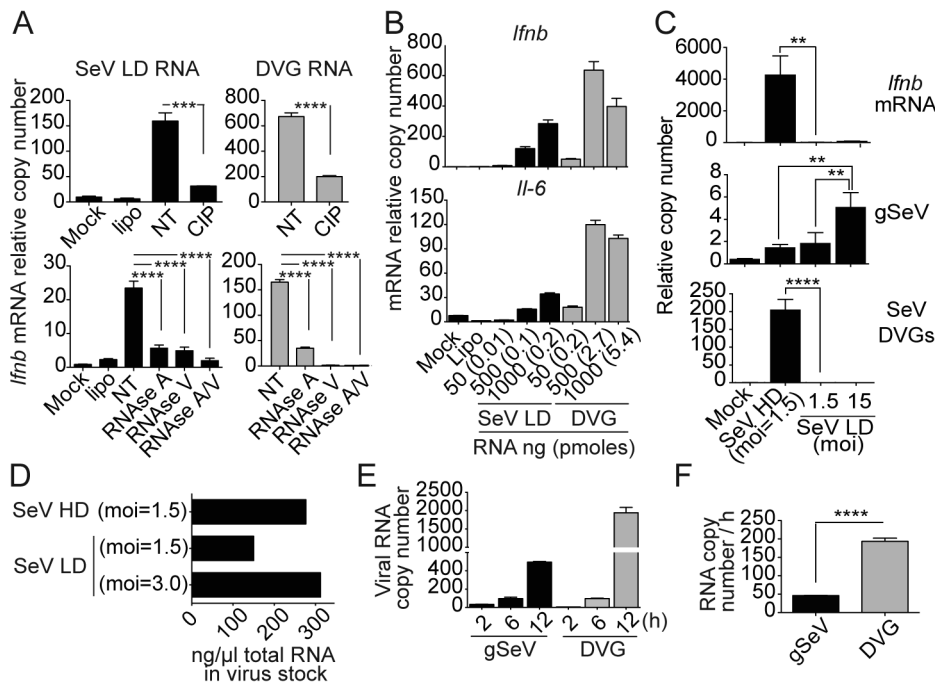 A
SeV LD RNA
DVG RNA
Ifnb mRNA relative copy number
200
150
100
50
0
***
Mock
lipo
NT
CIP
800
600
400
200
0
****
NT
CIP
30
20
10
0
****
****
****
Mock
lipo
NT
RNAse A
RNAse V
RNAse A/V
200
150
100
50
0
****
****
****
NT
RNAse A
RNAse V
RNAse A/V
B
Ifnb
mRNA relative copy number
800
600
400
200
0
Il-6
150
120
90
60
30
0
Mock
Lipo
50 (0.01)
500 (0.1)
1000 (0.2)
50 (0.2)
500 (2.7)
1000 (5.4)
SeV LD
DVG
RNA ng (pmoles)
C
Relative copy number
6000
4000
2000
0
**
Ifnb
mRNA
8
6
4
2
0
**
**
gSeV
300
250
200
150
100
50
0
****
SeV
DVGs
Mock
SeV HD
(moi=1.5)
1.5
15
SeV LD
(moi)
D
SeV HD (moi=1.5)
SeV LD
(moi=1.5)
(moi=3.0)
0
100
200
300
ng/µl total RNA
in virus stock
E
Viral RNA
copy number
2500
2000
1500
1000
600
400
200
0
2 6 12 2 6 12 (h)
gSeV
DVG
F
RNA copy
number / h
250
200
150
100
50
0
****
gSeV
DVG